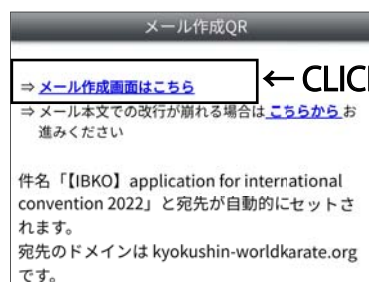 メール作成QR
⇒ メール作成画面はこちら
← CLIC
⇒ メール本文での改行が崩れる場合は こちらから お
進みください
件名「【IBKO】application for international
convention 2022」と宛先が自動的にセットさ
れます。
宛先のドメインは kyokushin-worldkarate.org
です。